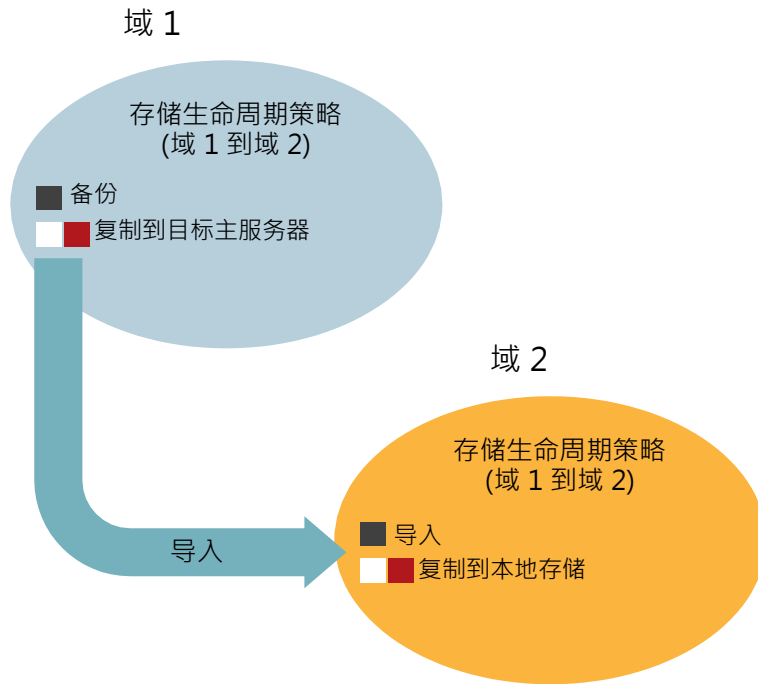 域 1
存储生命周期策略
(域 1 到域 2)
备份
复制到目标主服务器
域 2
存储生命周期策略
(域 1 到域 2)
导入
导入
复制到本地存储